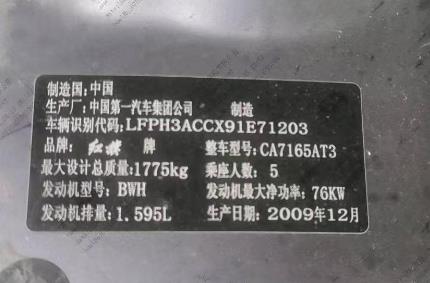 制造国:中国
生产厂:中国第一汽车集团公司 制造
车辆识别代码:LFPH3ACCX91E71203
品牌: 红旗 牌 整车型号:CA7165AT3
最大设计总质量:1775kg 乘座人数: 5
发动机型号:BWH 发动机最大净功率: 76KW
发动机排量: 1.595L 生产日期: 2009年12月